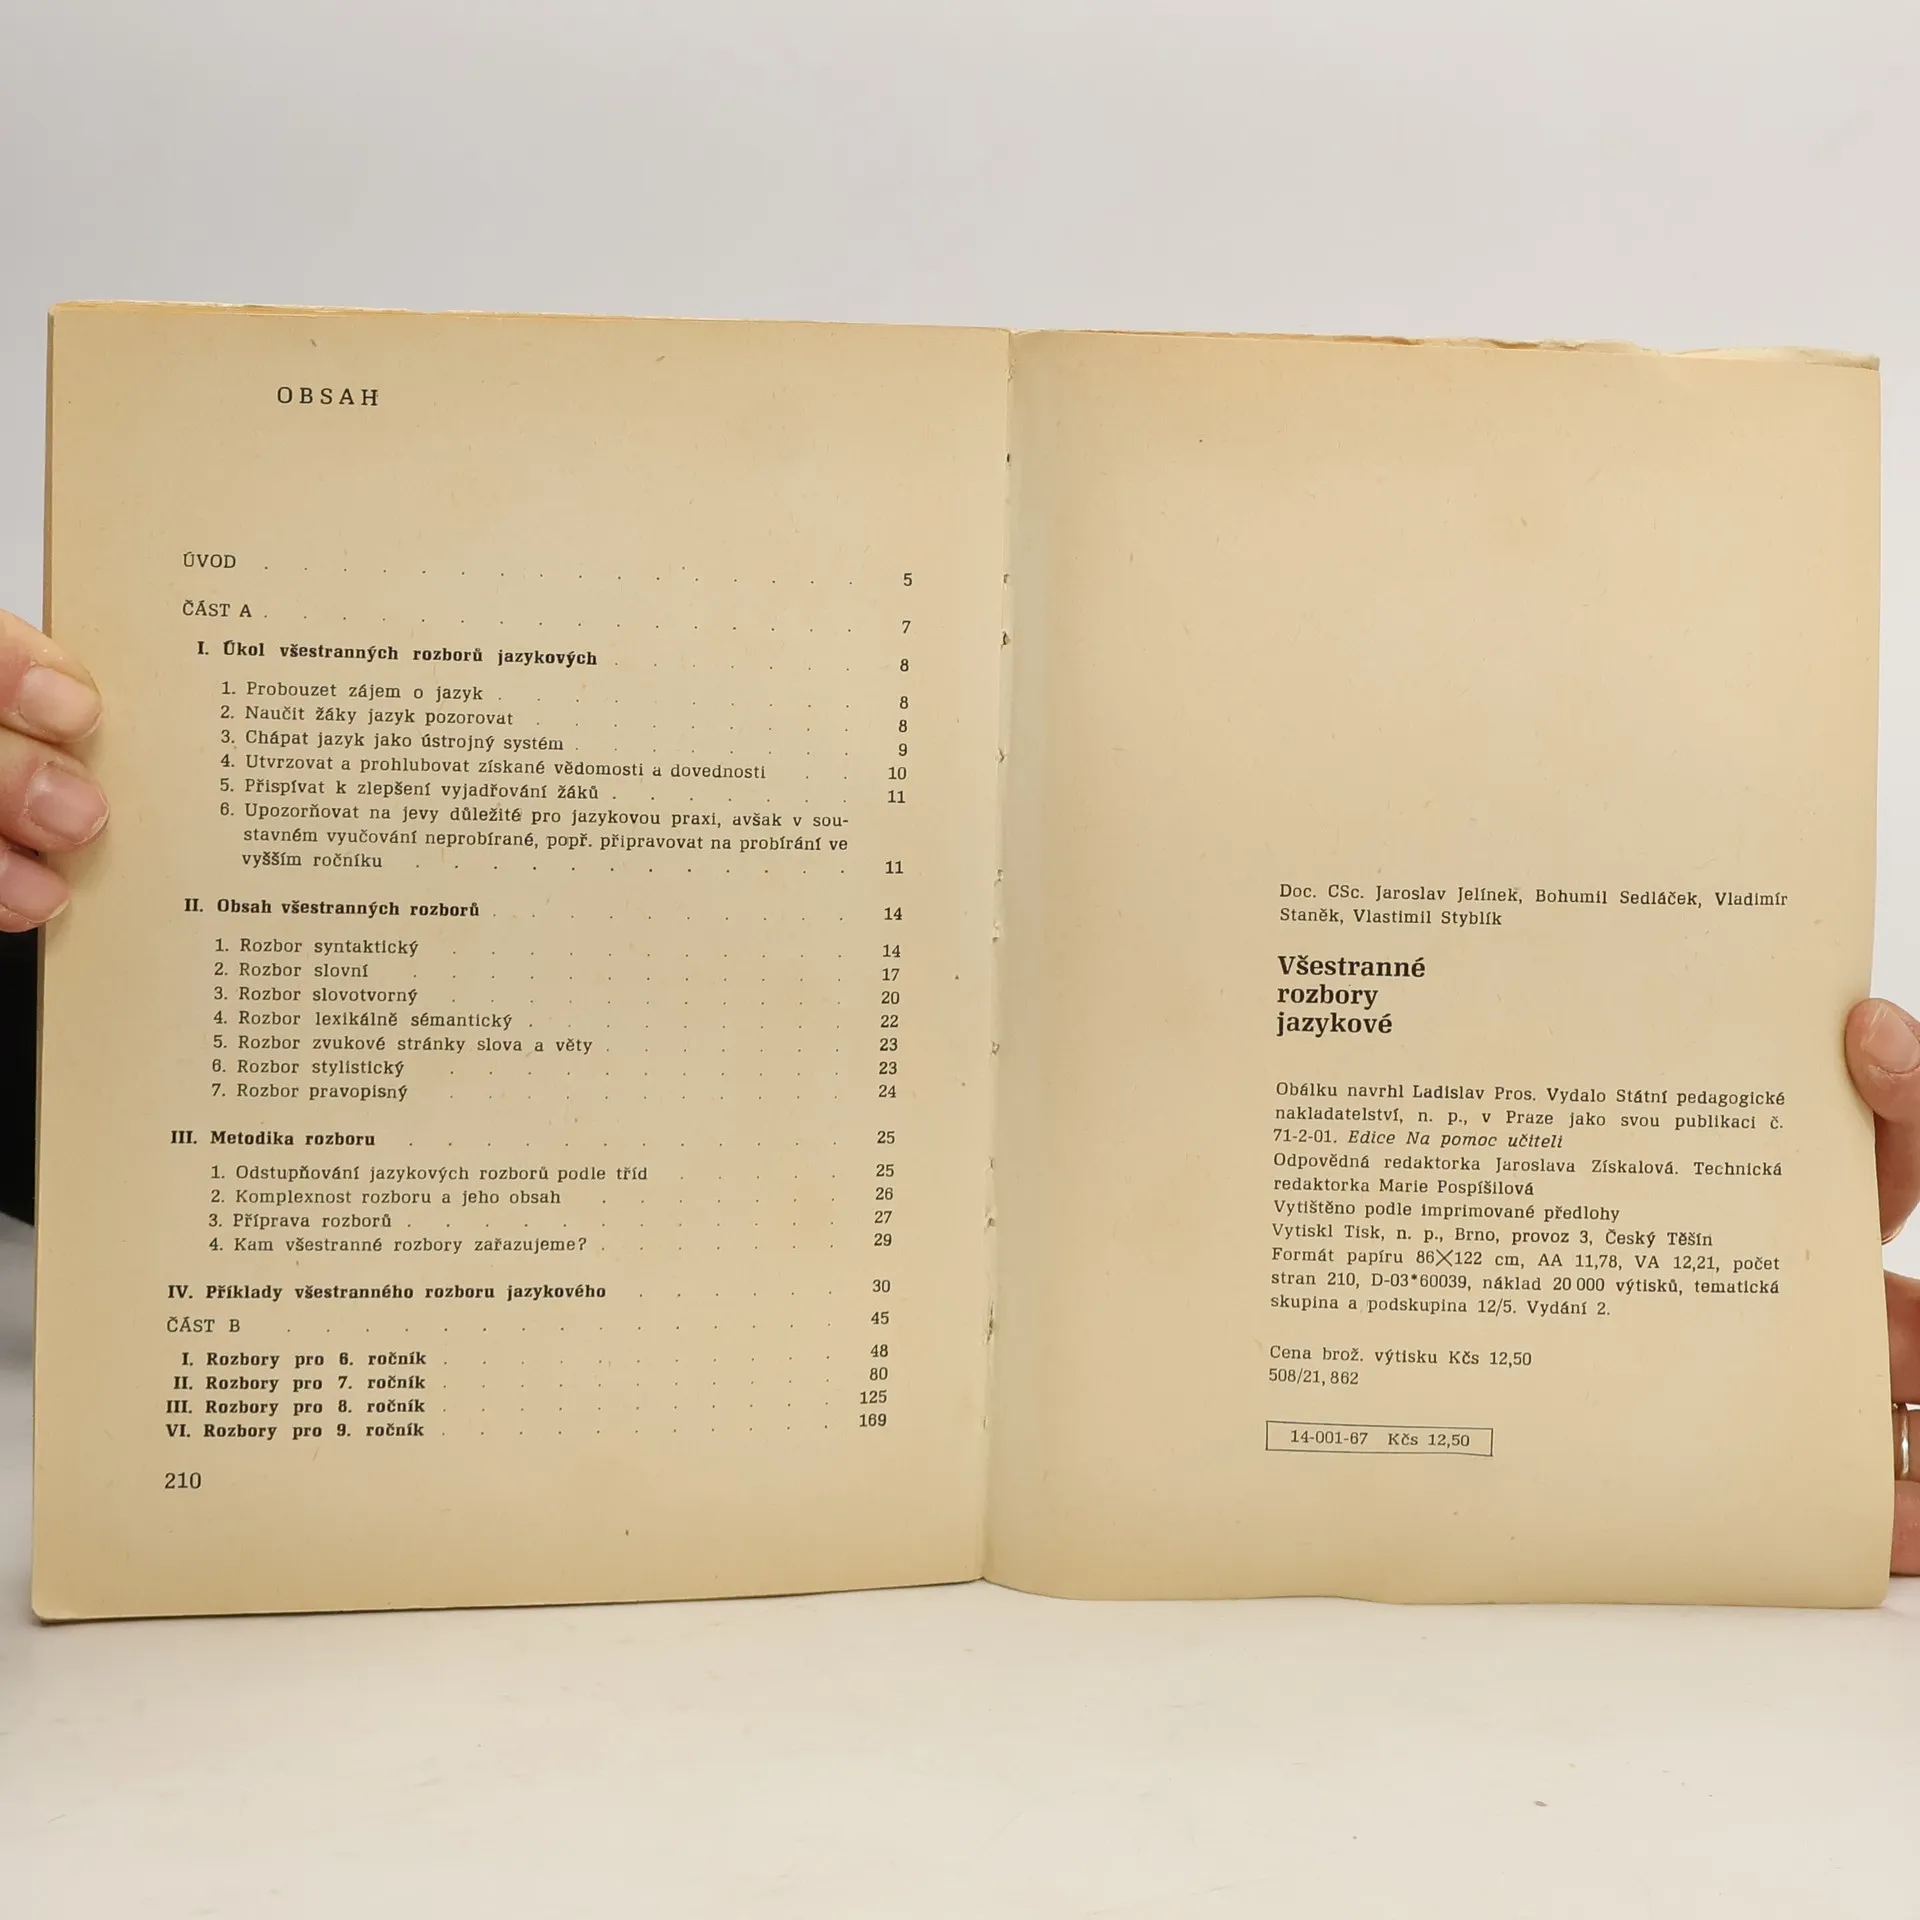 OBSAH
ÚVOD . . . . . . . . . . . . . . . . 5
ČÁST A . . . . . . . . . . . . . . . . 7
I. Úkol všestranných rozborů jazykových . . . . . . . 8
1. Probouzet zájem o jazyk . . . . . . . . . . 8
2. Naučit žáky jazyk pozorovat . . . . . . . . . 8
3. Chápat jazyk jako ústrojný systém . . . . . . . . 9
4. Utvrzovat a prohlubovat získané vědomosti a dovednosti . . 10
5. Přispívat k zlepšení vyjadřování žáků . . . . . . . 11
6. Upozorňovat na jevy důležité pro jazykovou praxi, avšak v sou-
stavném vyučování neprobírané, popř. připravovat na probírání ve
vyšším ročníku . . . . . . . . . . . . 11
II. Obsah všestranných rozborů . . . . . . . . . . 14
1. Rozbor syntaktický . . . . . . . . . . . 14
2. Rozbor slovní . . . . . . . . . . . . 17
3. Rozbor slovotvorný . . . . . . . . . . . 20
4. Rozbor lexikálně sémantický . . . . . . . . . 22
5. Rozbor zvukové stránky slova a věty . . . . . . . 23
6. Rozbor stylistický . . . . . . . . . . . 23
7. Rozbor pravopisný . . . . . . . . . . . 24
III. Metodika rozboru . . . . . . . . . . . . 25
1. Odstupňování jazykových rozborů podle tříd . . . . . 25
2. Komplexnost rozboru a jeho obsah . . . . . . . 26
3. Příprava rozborů . . . . . . . . . . . . 27
4. Kam všestranné rozbory zařazujeme? . . . . . . . 29
IV. Příklady všestranného rozboru jazykového . . . . . . 30
ČÁST B . . . . . . . . . . . . . . . 45
I. Rozbory pro 6. ročník . . . . . . . . . . . 48
II. Rozbory pro 7. ročník . . . . . . . . . . . 80
III. Rozbory pro 8. ročník . . . . . . . . . . . 125
VI. Rozbory pro 9. ročník . . . . . . . . . . . 169
210
Doc. CSc. Jaroslav Jelínek, Bohumil Sedláček, Vladimír
Staněk, Vlastimil Styblík
Všestranné
rozbory
jazykové
Obálku navrhl Ladislav Pros. Vydalo Státní pedagogické
nakladatelství, n. p., v Praze jako svou publikaci č.
71-2-01. Edice Na pomoc učiteli
Odpovědná redaktorka Jaroslava Získalová. Technická
redaktorka Marie Pospíšilová
Vytištěno podle imprimované předlohy
Vytiskl Tisk, n. p., Brno, provoz 3, Český Těšín
Formát papíru 86×122 cm, AA 11,78, VA 12,21, počet
stran 210, D-03*60039, náklad 20 000 výtisků, tematická
skupina a podskupina 12/5. Vydání 2.
Cena brož. výtisku Kčs 12,50
508/21, 862
14-001-67 Kčs 12,50